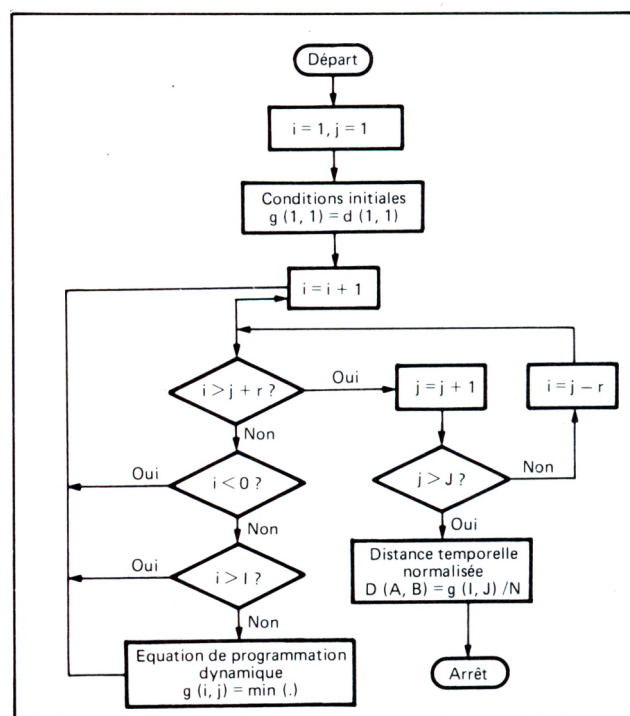 Départ
i = 1, j = 1
Conditions initiales
g (1, 1) = d (1, 1)
i = i + 1
i > j + r ?
Oui
j = j + 1
i = j − r
Non
Oui
i < 0 ?
j > J ?
Non
Non
Oui
Oui
i > I ?
Distance temporelle
normalisée
D (A, B) = g (I, J) /N
Non
Equation de programmation
dynamique
g (i, j) = min (.)
Arrêt